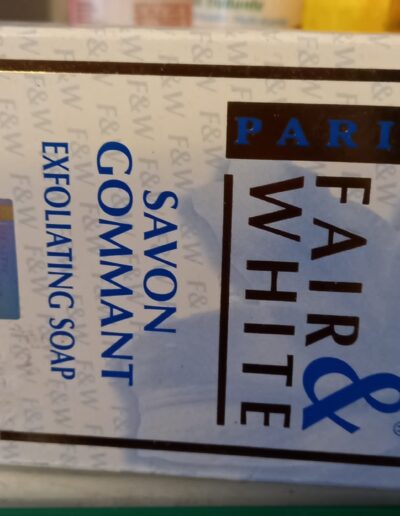 PARI
FAIR &
WHITE
SAVON
GOMMANT
EXFOLIATING SOAP